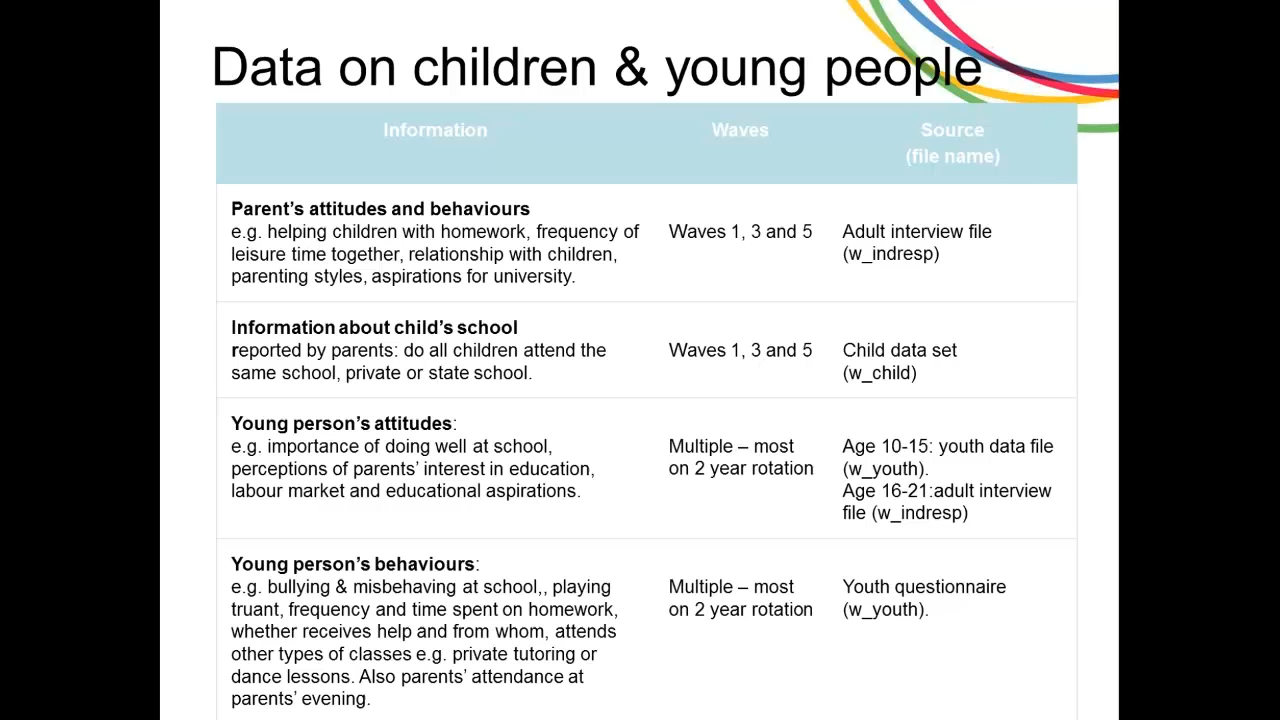 Data on children & young people
Information
Waves
Source
(file name)
Parent’s attitudes and behaviours
e.g. helping children with homework, frequency of
leisure time together, relationship with children,
parenting styles, aspirations for university.
Waves 1, 3 and 5
Adult interview file
(w_indresp)
Information about child’s school
reported by parents: do all children attend the
same school, private or state school.
Waves 1, 3 and 5
Child data set
(w_child)
Young person’s attitudes:
e.g. importance of doing well at school,
perceptions of parents’ interest in education,
labour market and educational aspirations.
Multiple – most
on 2 year rotation
Age 10-15: youth data file
(w_youth).
Age 16-21:adult interview
file (w_indresp)
Young person’s behaviours:
e.g. bullying & misbehaving at school,, playing
truant, frequency and time spent on homework,
whether receives help and from whom, attends
other types of classes e.g. private tutoring or
dance lessons. Also parents’ attendance at
parents’ evening.
Multiple – most
on 2 year rotation
Youth questionnaire
(w_youth).